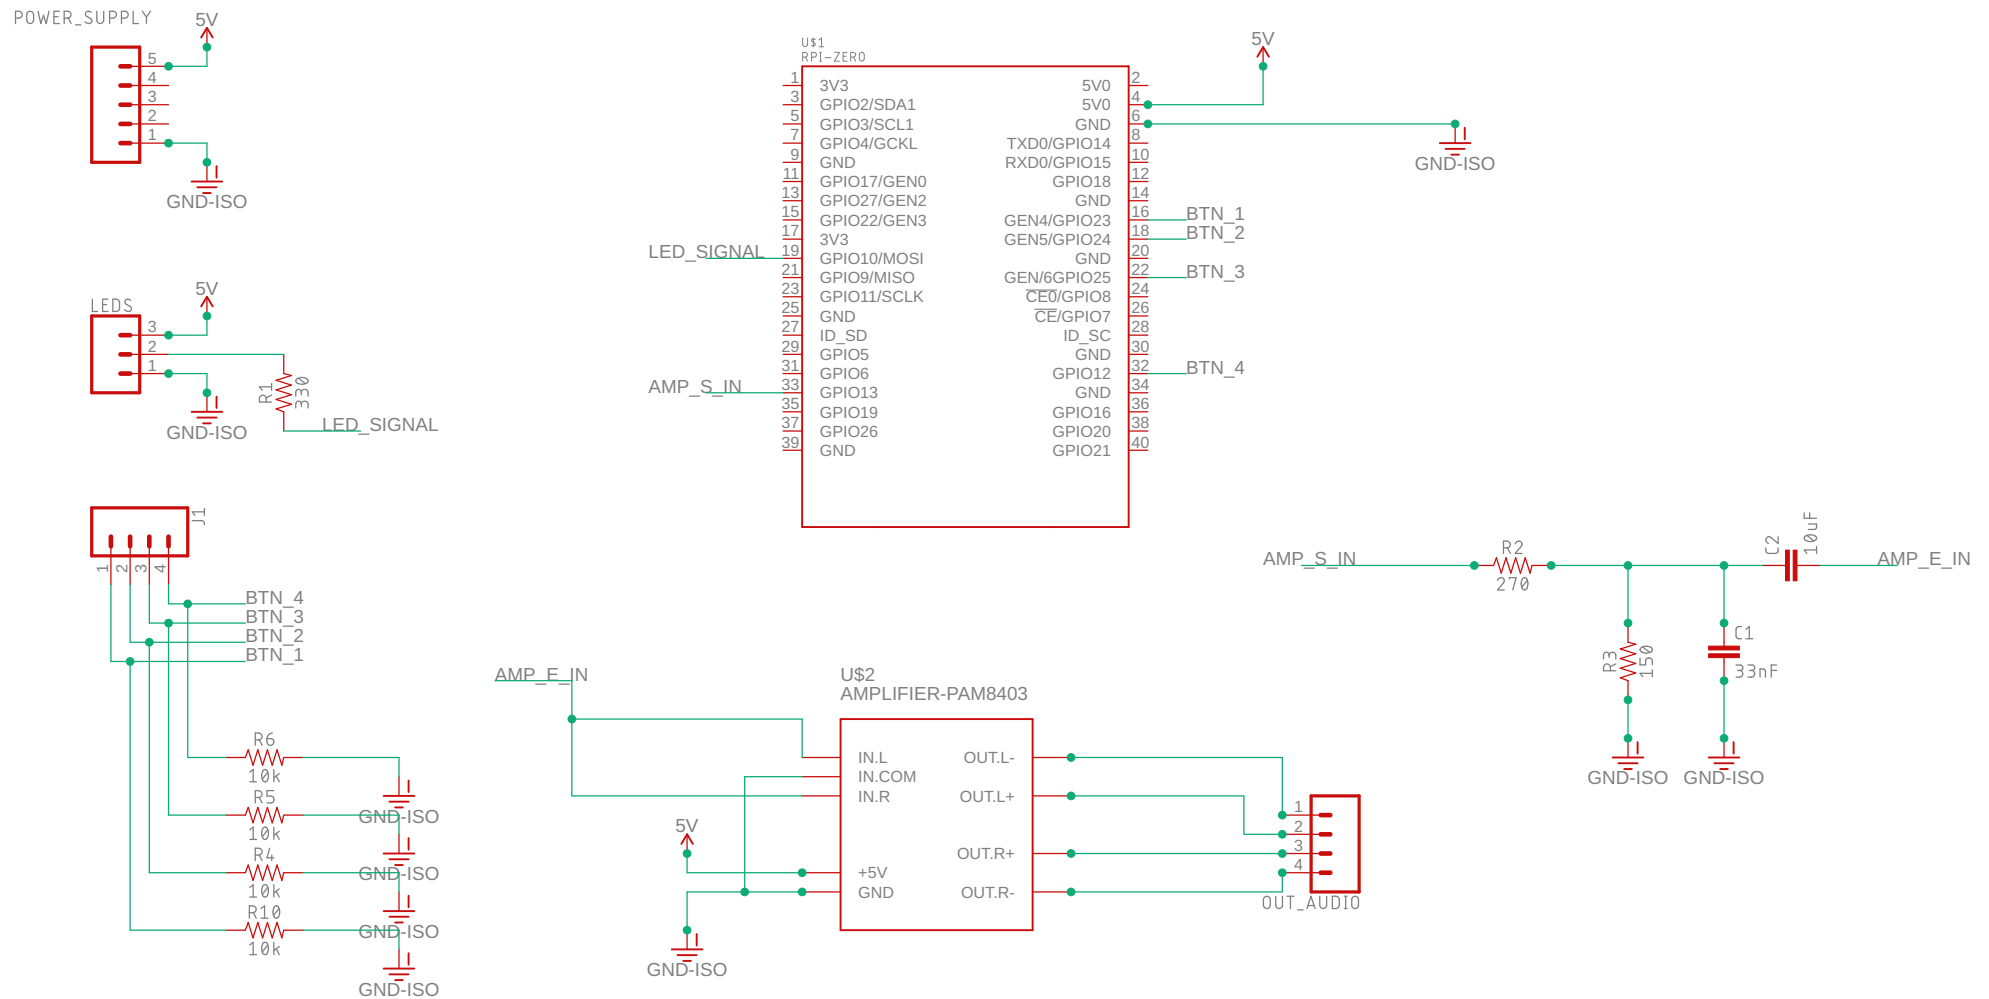 POWER_SUPPLY
5V
5
4
3
2
1
GND-ISO
LEDS
5V
3
2
1
GND-ISO
R1
330
LED_SIGNAL
J1
1 2 3 4
BTN_4
BTN_3
BTN_2
BTN_1
R6
10k
GND-ISO
R5
10k
GND-ISO
R4
10k
GND-ISO
R10
10k
GND-ISO
U$1
RPI-ZERO
5V
1 3V3 5V0 2
3 GPIO2/SDA1 5V0 4
5 GPIO3/SCL1 GND 6
7 GPIO4/GCKL TXD0/GPIO14 8
9 GND RXD0/GPIO15 10
11 GPIO17/GEN0 GPIO18 12
13 GPIO27/GEN2 GND 14
15 GPIO22/GEN3 GEN4/GPIO23 16 BTN_1
17 3V3 GEN5/GPIO24 18 BTN_2
LED_SIGNAL 19 GPIO10/MOSI GND 20
21 GPIO9/MISO GEN/6GPIO25 22 BTN_3
23 GPIO11/SCLK CE0/GPIO8 24
25 GND CE/GPIO7 26
27 ID_SD ID_SC 28
29 GPIO5 GND 30
31 GPIO6 GPIO12 32 BTN_4
AMP_S_IN 33 GPIO13 GND 34
35 GPIO19 GPIO16 36
37 GPIO26 GPIO20 38
39 GND GPIO21 40
GND-ISO
AMP_S_IN
R2
270
C2
10uF
AMP_E_IN
R3
150
C1
33nF
GND-ISO
GND-ISO
AMP_E_IN
U$2
AMPLIFIER-PAM8403
IN.L OUT.L-
IN.COM
IN.R OUT.L+
OUT.R+
+5V
GND OUT.R-
5V
GND-ISO
1
2
3
4
OUT_AUDIO